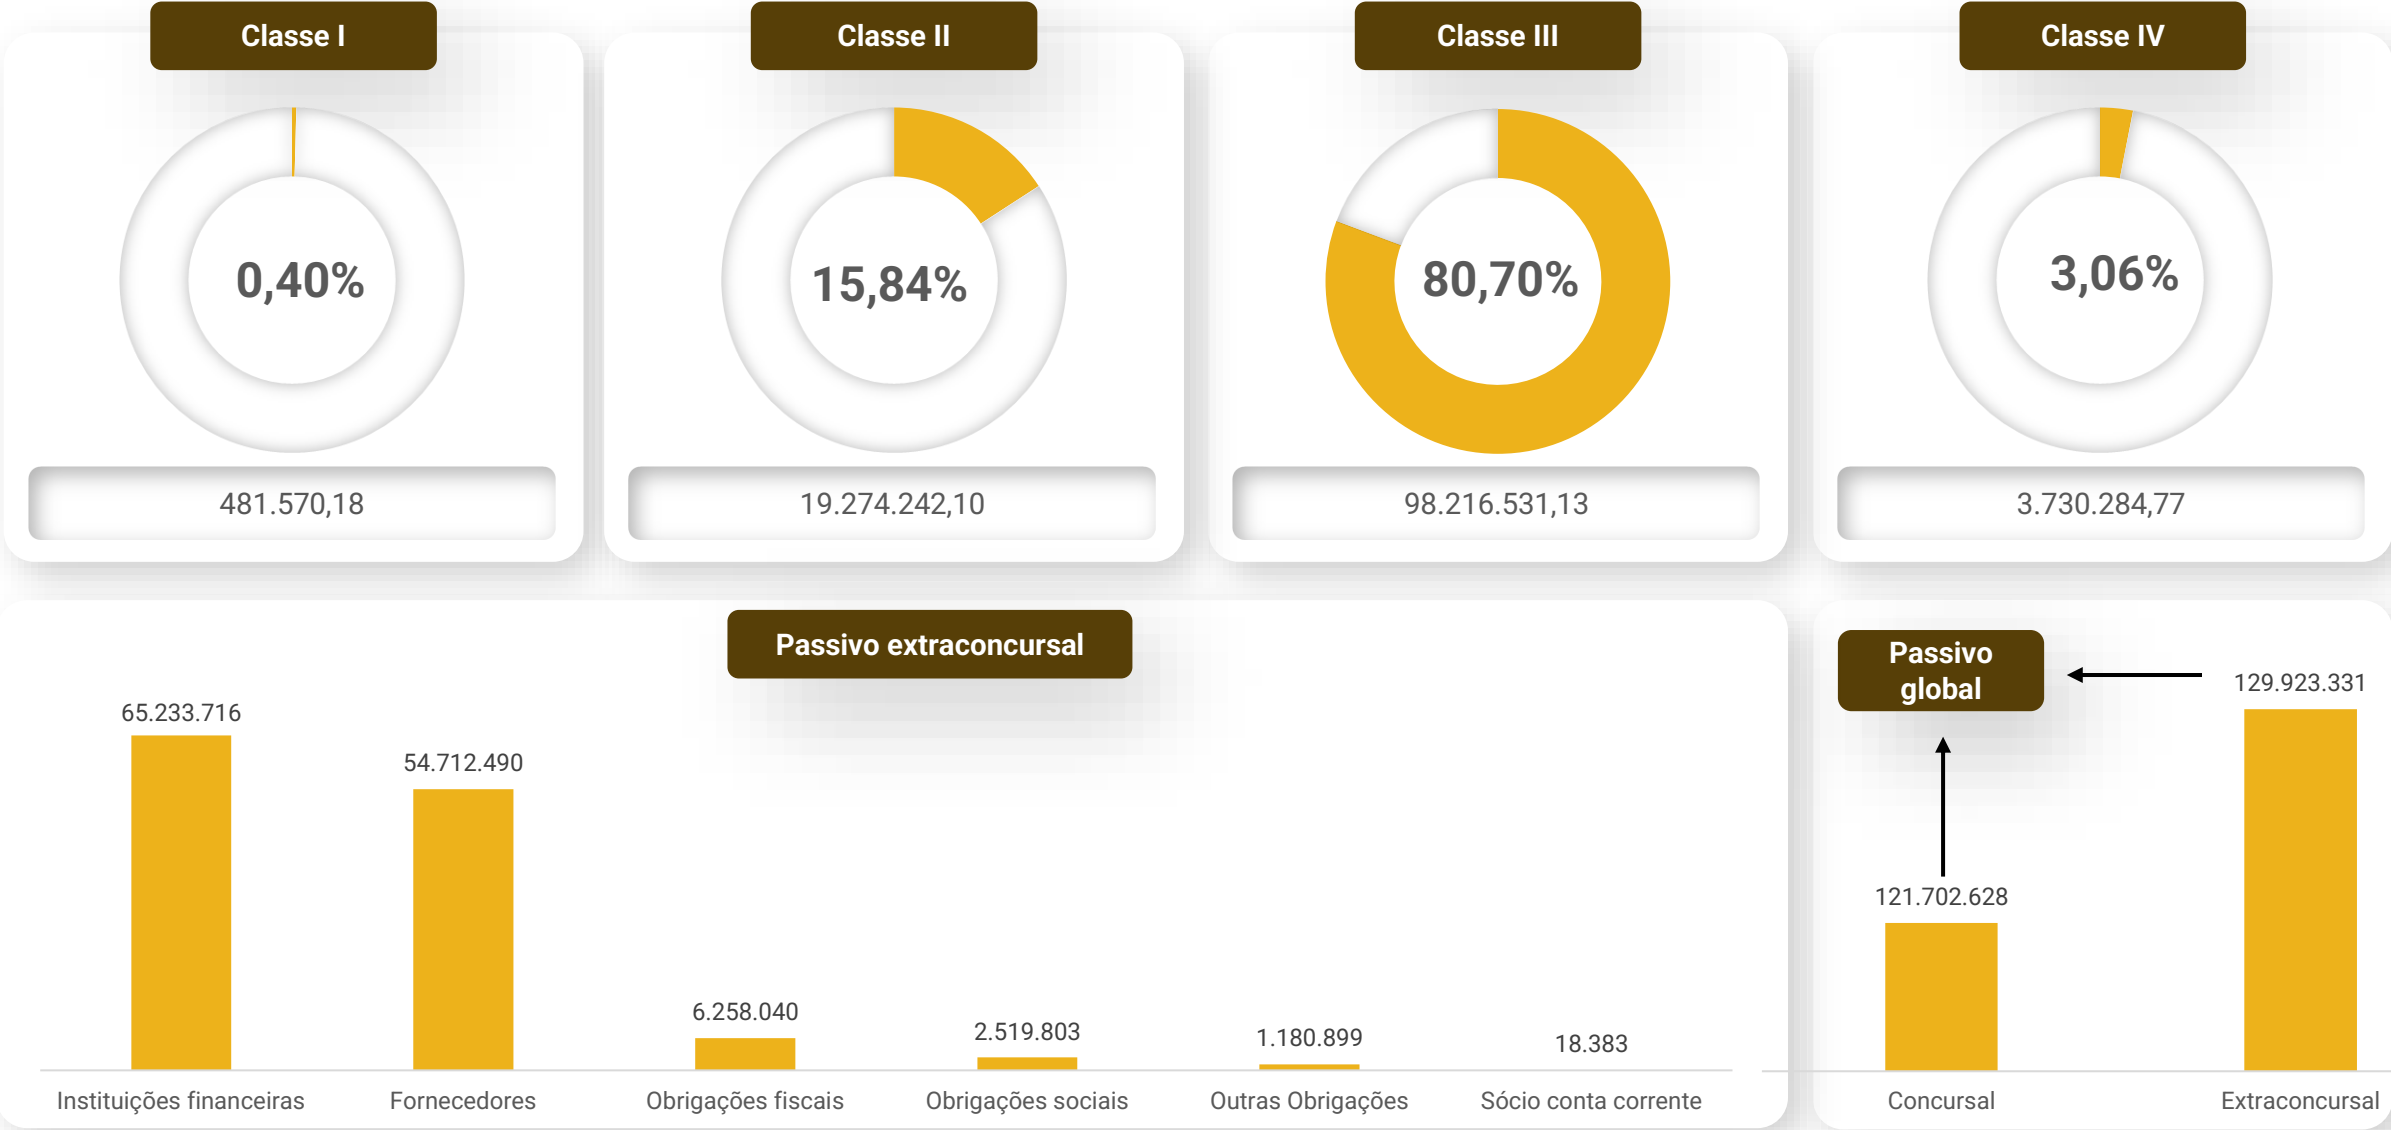 Classe I
0,40%
481.570,18
Classe II
15,84%
19.274.242,10
Classe III
80,70%
98.216.531,13
Classe IV
3,06%
3.730.284,77
Passivo extraconcursal
65.233.716
54.712.490
6.258.040
2.519.803
1.180.899
18.383
Instituições financeiras
Fornecedores
Obrigações fiscais
Obrigações sociais
Outras Obrigações
Sócio conta corrente
Passivo
global
129.923.331
121.702.628
Concursal
Extraconcursal